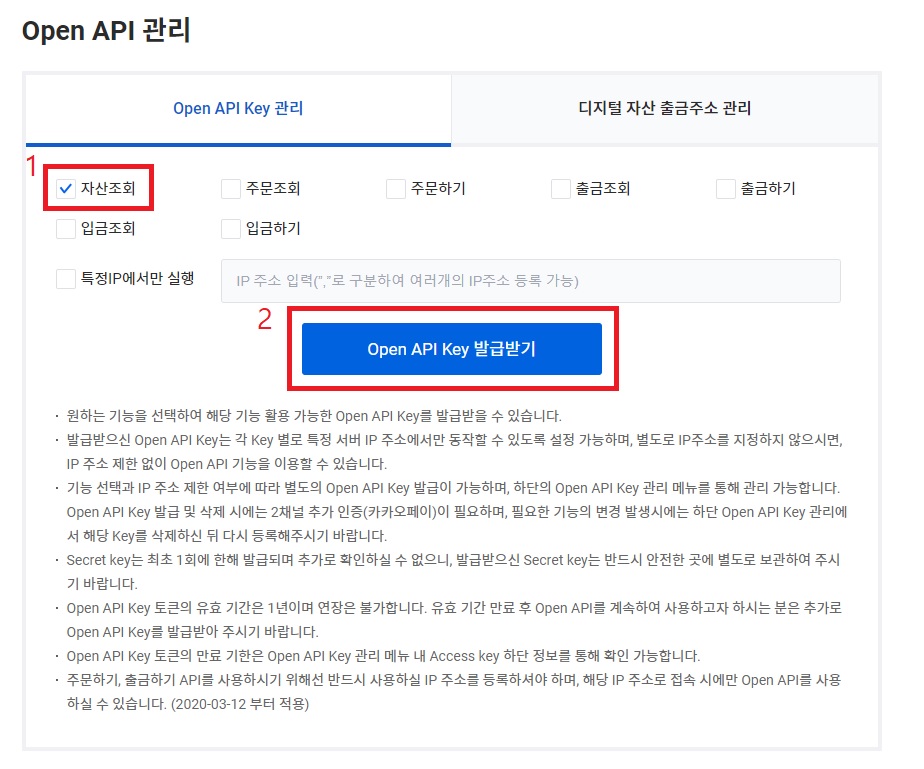 Open API 관리
Open API Key 관리
디지털 자산 출금주소 관리
1
자산조회
주문조회
주문하기
출금조회
출금하기
입금조회
입금하기
특정IP에서만 실행
IP 주소 입력(”,”로 구분하여 여러개의 IP주소 등록 가능)
2
Open API Key 발급받기
· 원하는 기능을 선택하여 해당 기능 활용 가능한 Open API Key를 발급받을 수 있습니다.
· 발급받으신 Open API Key는 각 Key 별로 특정 서버 IP 주소에서만 동작할 수 있도록 설정 가능하며, 별도로 IP주소를 지정하지 않으시면,
IP 주소 제한 없이 Open API 기능을 이용할 수 있습니다.
· 기능 선택과 IP 주소 제한 여부에 따라 별도의 Open API Key 발급이 가능하며, 하단의 Open API Key 관리 메뉴를 통해 관리 가능합니다.
Open API Key 발급 및 삭제 시에는 2채널 추가 인증(카카오페이)이 필요하며, 필요한 기능의 변경 발생시에는 하단 Open API Key 관리에
서 해당 Key를 삭제하신 뒤 다시 등록해주시기 바랍니다.
· Secret key는 최초 1회에 한해 발급되며 추가로 확인하실 수 없으니, 발급받으신 Secret key는 반드시 안전한 곳에 별도로 보관하여 주시
기 바랍니다.
· Open API Key 토큰의 유효 기간은 1년이며 연장은 불가합니다. 유효 기간 만료 후 Open API를 계속하여 사용하고자 하시는 분은 추가로
Open API Key를 발급받아 주시기 바랍니다.
· Open API Key 토큰의 만료 기한은 Open API Key 관리 메뉴 내 Access key 하단 정보를 통해 확인 가능합니다.
· 주문하기, 출금하기 API를 사용하시기 위해선 반드시 사용하실 IP 주소를 등록하셔야 하며, 해당 IP 주소로 접속 시에만 Open API를 사용
하실 수 있습니다. (2020-03-12 부터 적용)